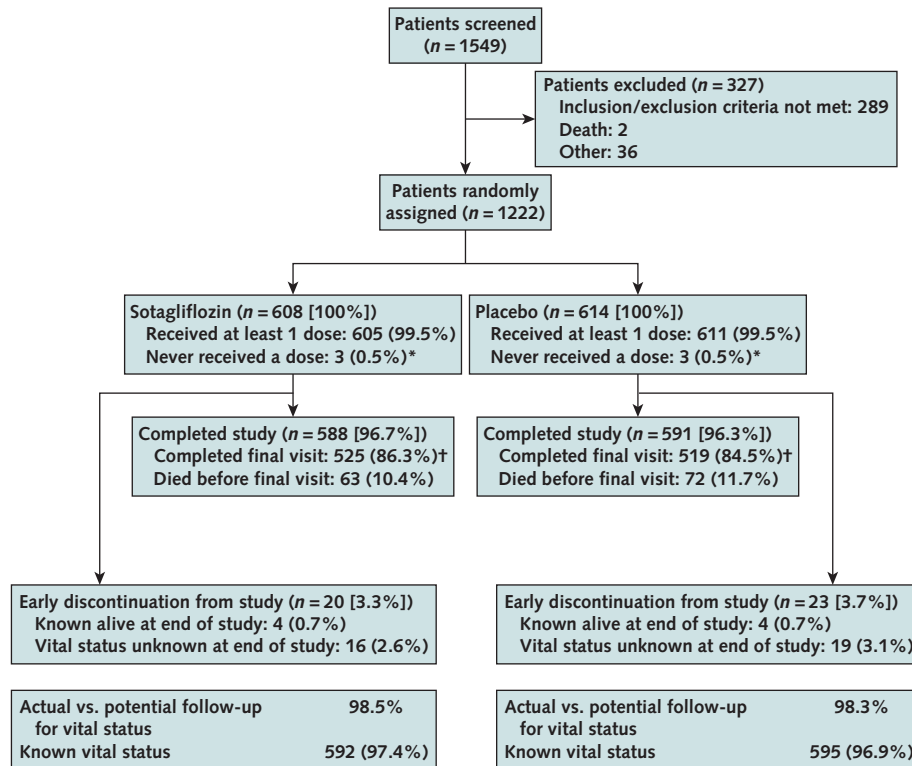 Patients screened
(n = 1549)
Patients excluded (n = 327)
Inclusion/exclusion criteria not met: 289
Death: 2
Other: 36
Patients randomly
assigned (n = 1222)
Sotagliflozin (n = 608 [100%])
Received at least 1 dose: 605 (99.5%)
Never received a dose: 3 (0.5%)*
Placebo (n = 614 [100%])
Received at least 1 dose: 611 (99.5%)
Never received a dose: 3 (0.5%)*
Completed study (n = 588 [96.7%])
Completed final visit: 525 (86.3%)†
Died before final visit: 63 (10.4%)
Completed study (n = 591 [96.3%])
Completed final visit: 519 (84.5%)†
Died before final visit: 72 (11.7%)
Early discontinuation from study (n = 20 [3.3%])
Known alive at end of study: 4 (0.7%)
Vital status unknown at end of study: 16 (2.6%)
Early discontinuation from study (n = 23 [3.7%])
Known alive at end of study: 4 (0.7%)
Vital status unknown at end of study: 19 (3.1%)
Actual vs. potential follow-up 98.5%
for vital status
Known vital status 592 (97.4%)
Actual vs. potential follow-up 98.3%
for vital status
Known vital status 595 (96.9%)